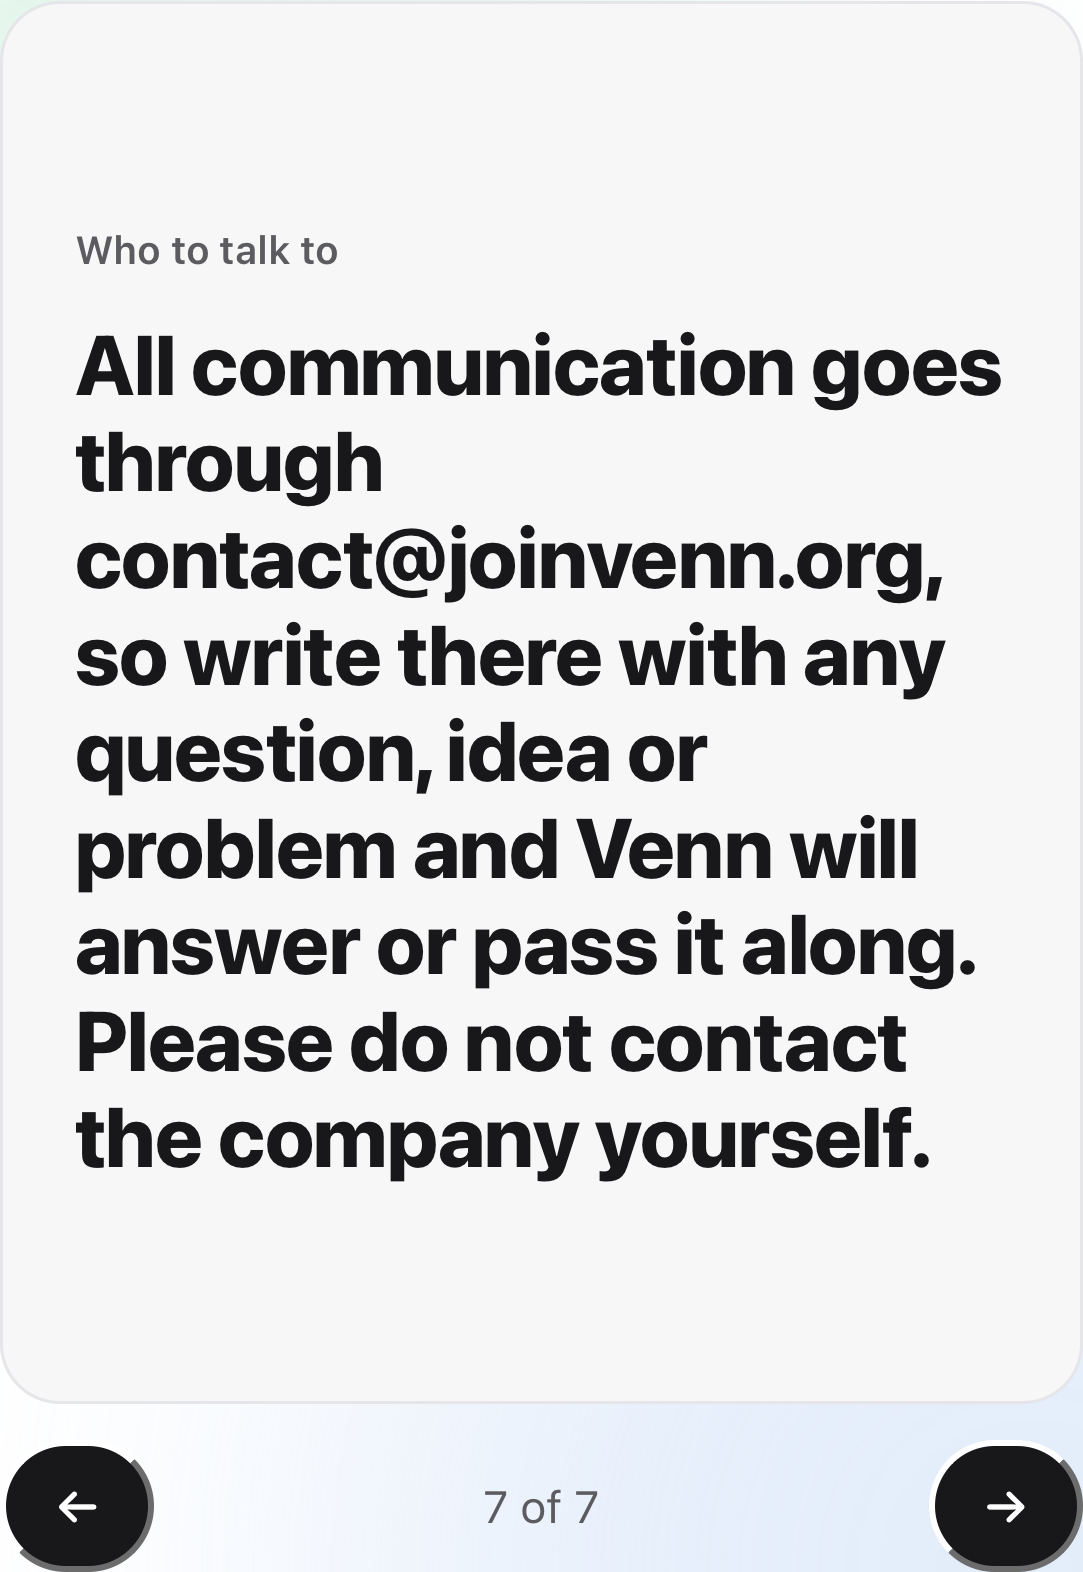 Who to talk to
All communication goes
through
contact@joinvenn.org,
so write there with any
question, idea or
problem and Venn will
answer or pass it along.
Please do not contact
the company yourself.
7 of 7